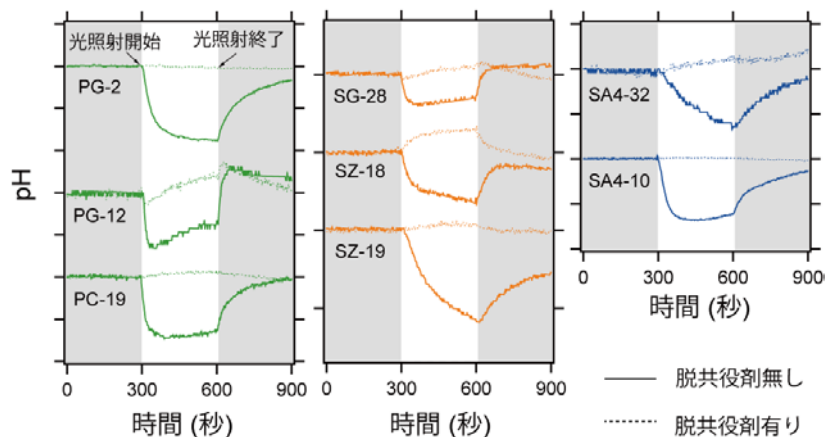 光照射開始
光照射終了
PG-2
PG-12
PC-19
pH
0
300
600
900
時間 (秒)
SG-28
SZ-18
SZ-19
0
300
600
900
時間 (秒)
SA4-32
SA4-10
0
300
600
900
時間 (秒)
脱共役剤無し
脱共役剤有り